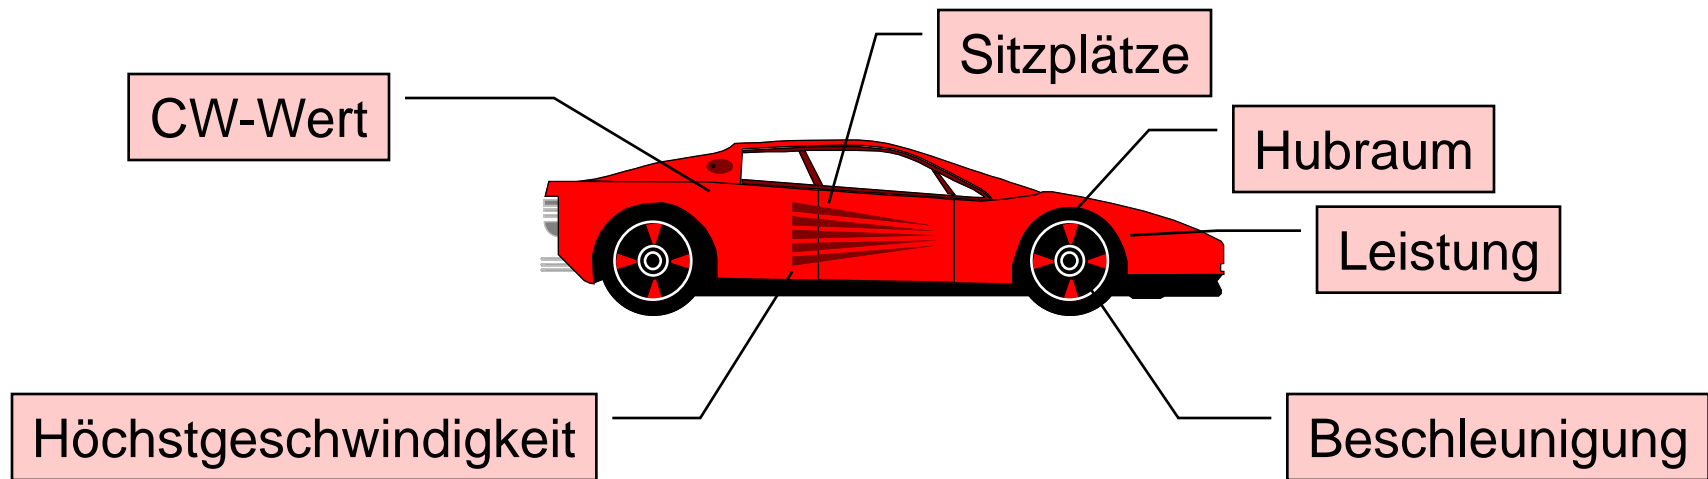 Sitzplätze
CW-Wert
Hubraum
Leistung
Höchstgeschwindigkeit
Beschleunigung